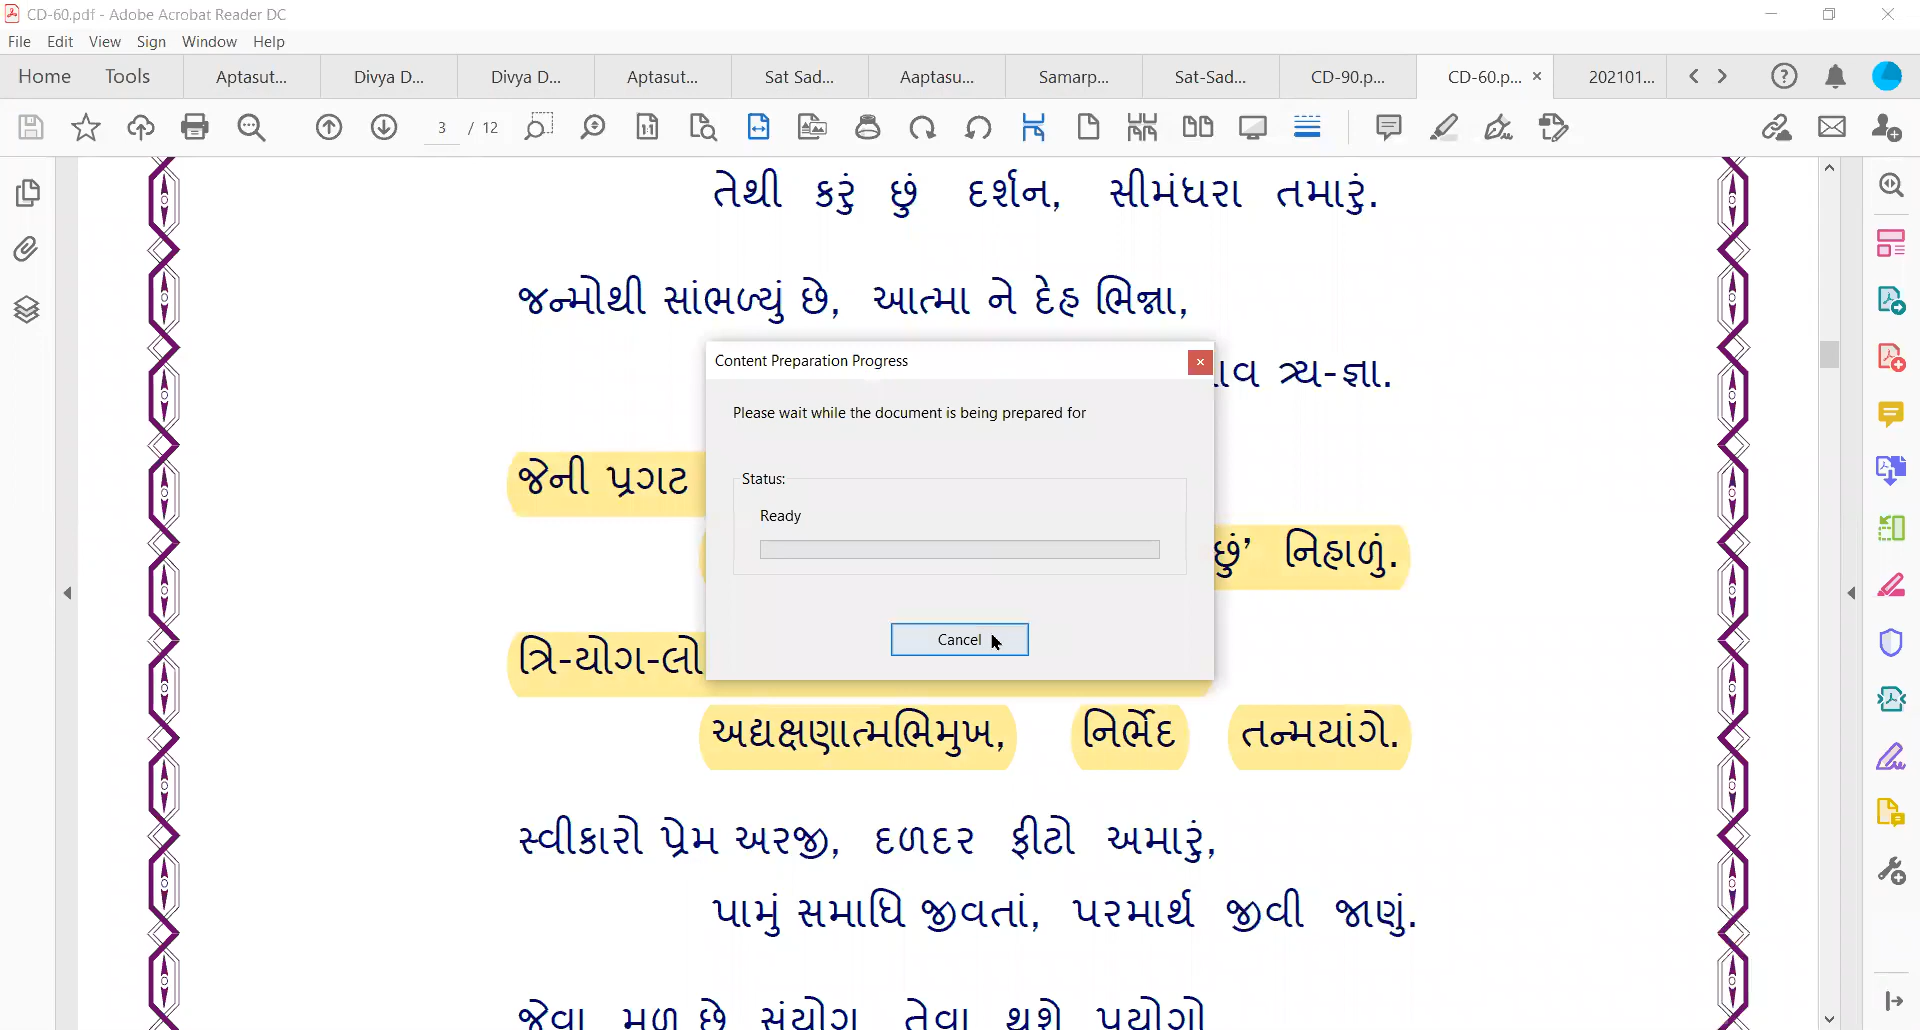 CD-60.pdf - Adobe Acrobat Reader DC
File Edit View Sign Window Help
Home Tools Aptasut... Divya D... Divya D... Aptasut... Sat Sad... Aaptasu... Samarp... Sat-Sad... CD-90.p... CD-60.p... 202101...
3 / 12
તેથી કરું છું દર્શન, સીમંધરા તમારું.
જન્મોથી સાંભળ્યું છે, આત્મા ને દેહ ભિન્ના,
ત્ર્ય-જ્ઞા.
Content Preparation Progress
Please wait while the document is being prepared for
જેની પ્રગટ
Status:
Ready
છું’ નિહાળું.
Cancel
ત્રિ-યોગ-લો
અદ્યક્ષણાત્મભિમુખ, નિર્ભેદ તન્મયાંગે.
સ્વીકારો પ્રેમ અરજી, દળદર ફીટો અમારું,
પામું સમાધિ જીવતાં, પરમાર્થ જીવી જાણું.
જેવા મળે છે સંયોગ તેવા થશે પ્રયોગો